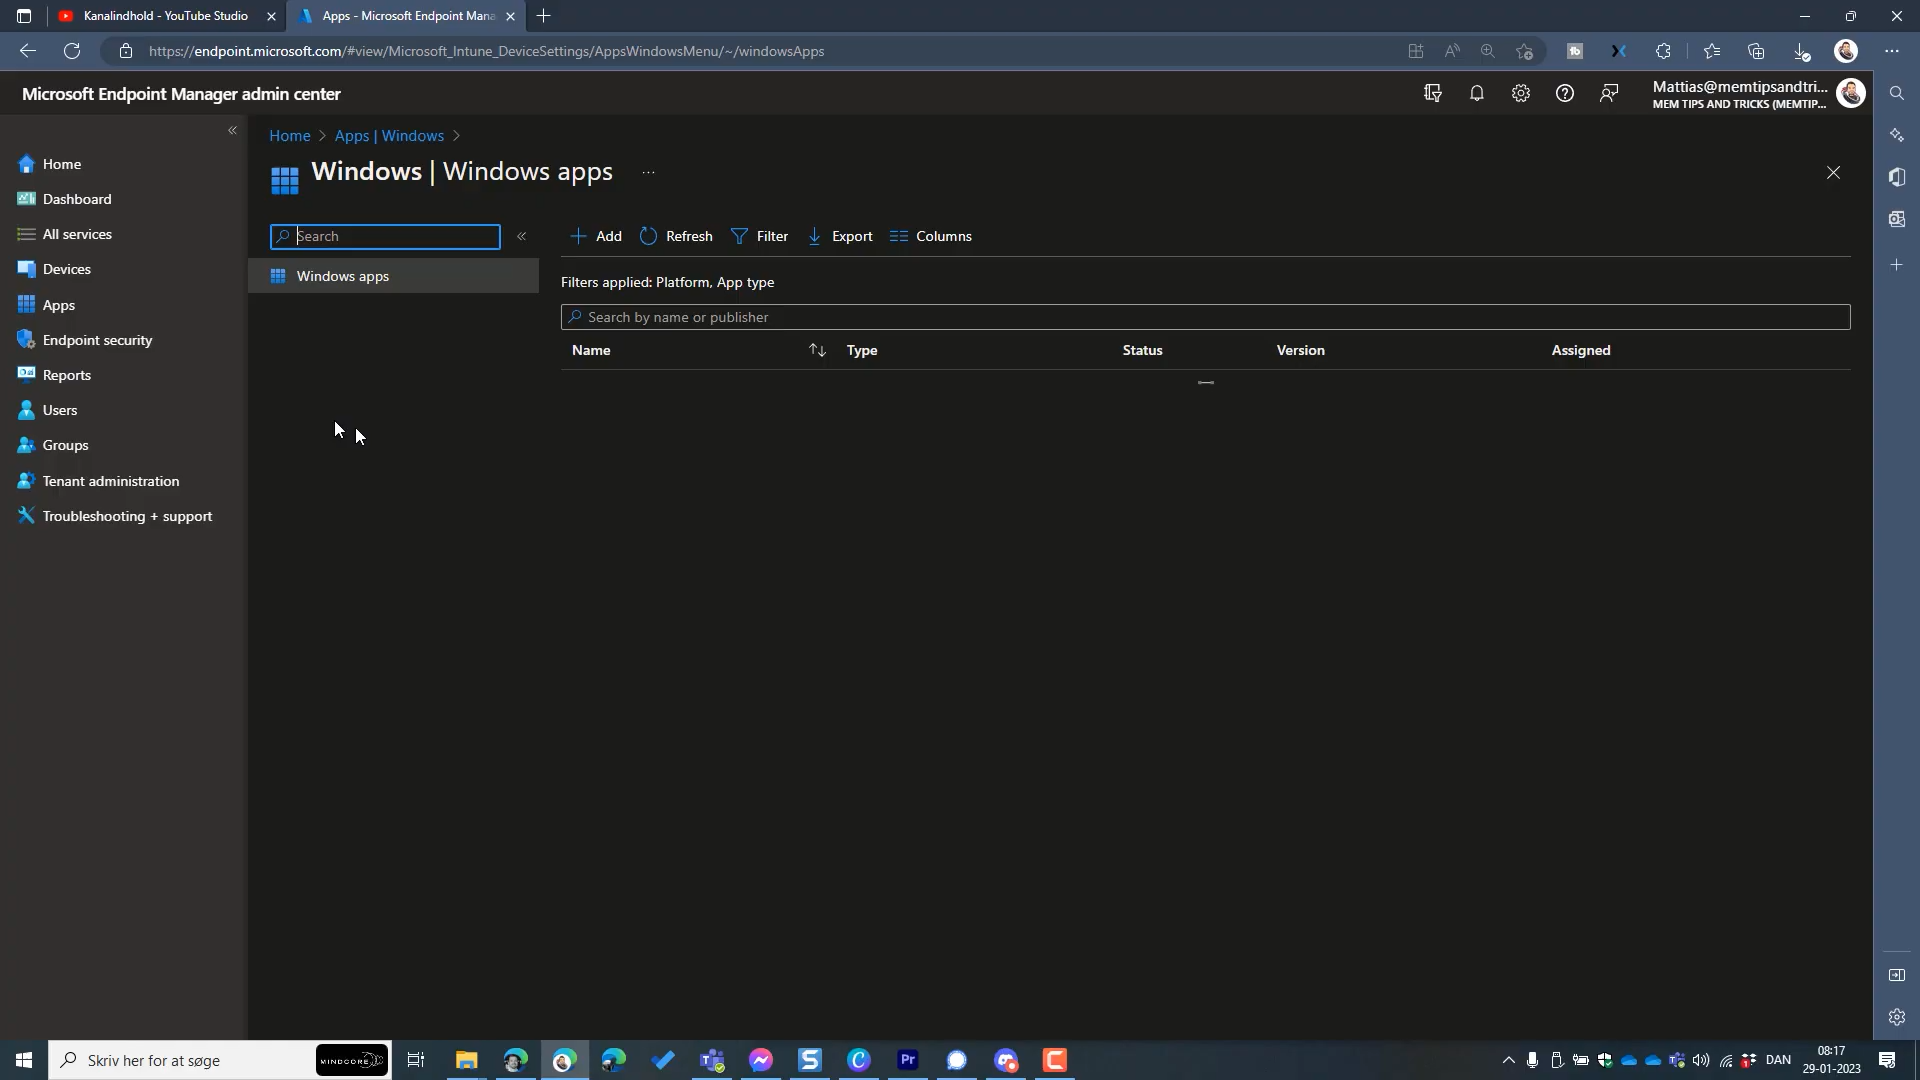 Kanalindhold - YouTube Studio
Apps - Microsoft Endpoint Mana
https://endpoint.microsoft.com/#view/Microsoft_Intune_DeviceSettings/AppsWindowsMenu/~/windowsApps
Microsoft Endpoint Manager admin center
Mattias@memtipsandtri...
MEM TIPS AND TRICKS (MEMTIP...
Home > Apps | Windows >
Windows | Windows apps
...
Home
Dashboard
All services
Devices
Apps
Endpoint security
Reports
Users
Groups
Tenant administration
Troubleshooting + support
Search
Windows apps
Add
Refresh
Filter
Export
Columns
Filters applied: Platform, App type
Search by name or publisher
Name
Type
Status
Version
Assigned
Skriv her for at søge
MINDCORE
DAN
08:17
29-01-2023